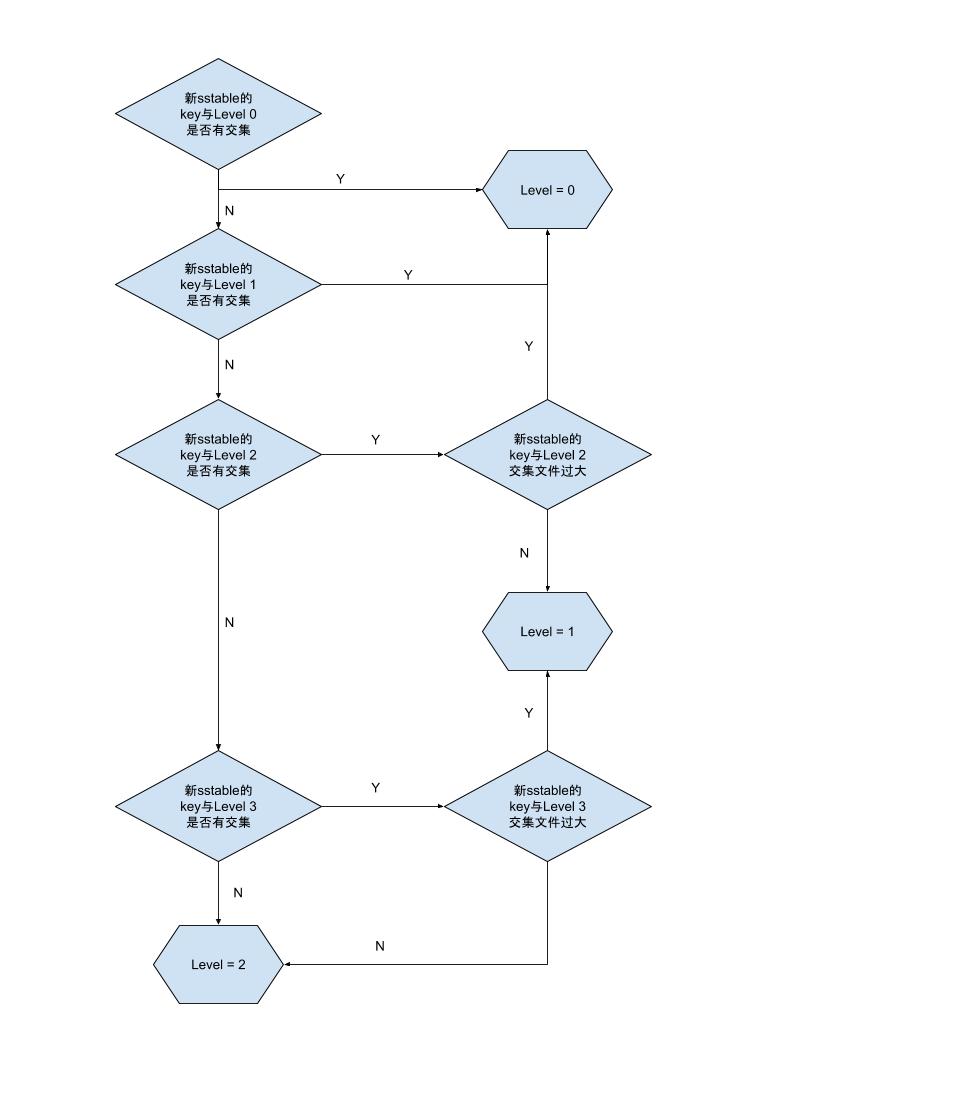 新sstable的
key与Level 0
是否有交集
Y
Level = 0
N
新sstable的
key与Level 1
是否有交集
Y
Y
N
新sstable的
key与Level 2
是否有交集
Y
新sstable的
key与Level 2
交集文件过大
N
N
Level = 1
Y
新sstable的
key与Level 3
是否有交集
Y
新sstable的
key与Level 3
交集文件过大
N
N
Level = 2